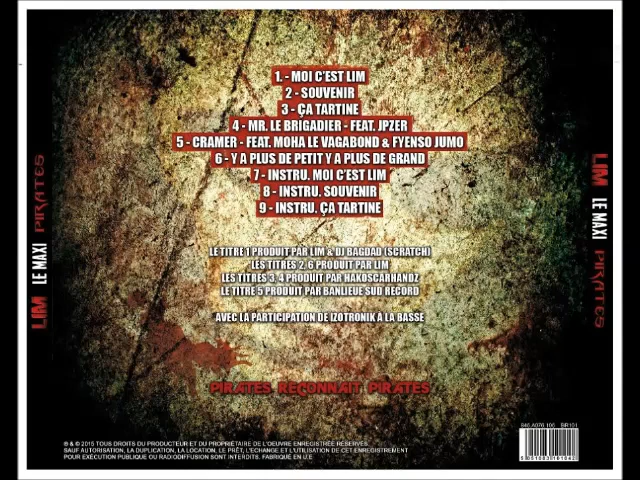 1. - MOI C'EST LIM
2 - SOUVENIR
3 - ÇA TARTINE
4 - MR. LE BRIGADIER - FEAT. JPZER
5 - CRAMER - FEAT. MOHA LE VAGABOND & FYENSO JUMO
6 - Y A PLUS DE PETIT Y A PLUS DE GRAND
7 - INSTRU. MOI C'EST LIM
8 - INSTRU. SOUVENIR
9 - INSTRU. ÇA TARTINE
LE TITRE 1 PRODUIT PAR LIM & DJ BAGDAD (SCRATCH)
LES TITRES 2, 6 PRODUIT PAR LIM
LES TITRES 3, 4 PRODUIT PAR HAKOSCARHANDZ
LE TITRE 5 PRODUIT PAR BANLIEUE SUD RECORD
AVEC LA PARTICIPATION DE IZOTRONIK À LA BASSE
PIRATES RECONNAIT PIRATES
LIM LE MAXI PIRATES
LIM LE MAXI PIRATES
℗ & © 2015 TOUS DROITS DU PRODUCTEUR ET DU PROPRIÉTAIRE DE L'OEUVRE ENREGISTRÉE RÉSERVÉS
SAUF AUTORISATION, LA DUPLICATION, LA LOCATION, LE PRÊT, L'ECHANGE ET L'UTILISATION DE CET ENREGISTREMENT
POUR EXÉCUTION PUBLIQUE OU RADIODIFFUSION SONT INTERDITS. FABRIQUÉ EN U.E